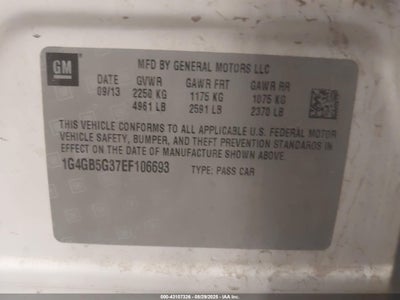 GM
MFD BY GENERAL MOTORS LLC
DATE GVWR GAWR FRT GAWR RR
09/13 2250 KG 1175 KG 1075 KG
4961 LB 2591 LB 2370 LB
THIS VEHICLE CONFORMS TO ALL APPLICABLE U.S. FEDERAL MOTOR
VEHICLE SAFETY, BUMPER, AND THEFT PREVENTION STANDARDS
IN EFFECT ON THE DATE OF MANUFACTURE SHOWN ABOVE.
1G4GB5G37EF106693 TYPE: PASS CAR
000-43107326 - 08/29/2025 - IAAI.COM